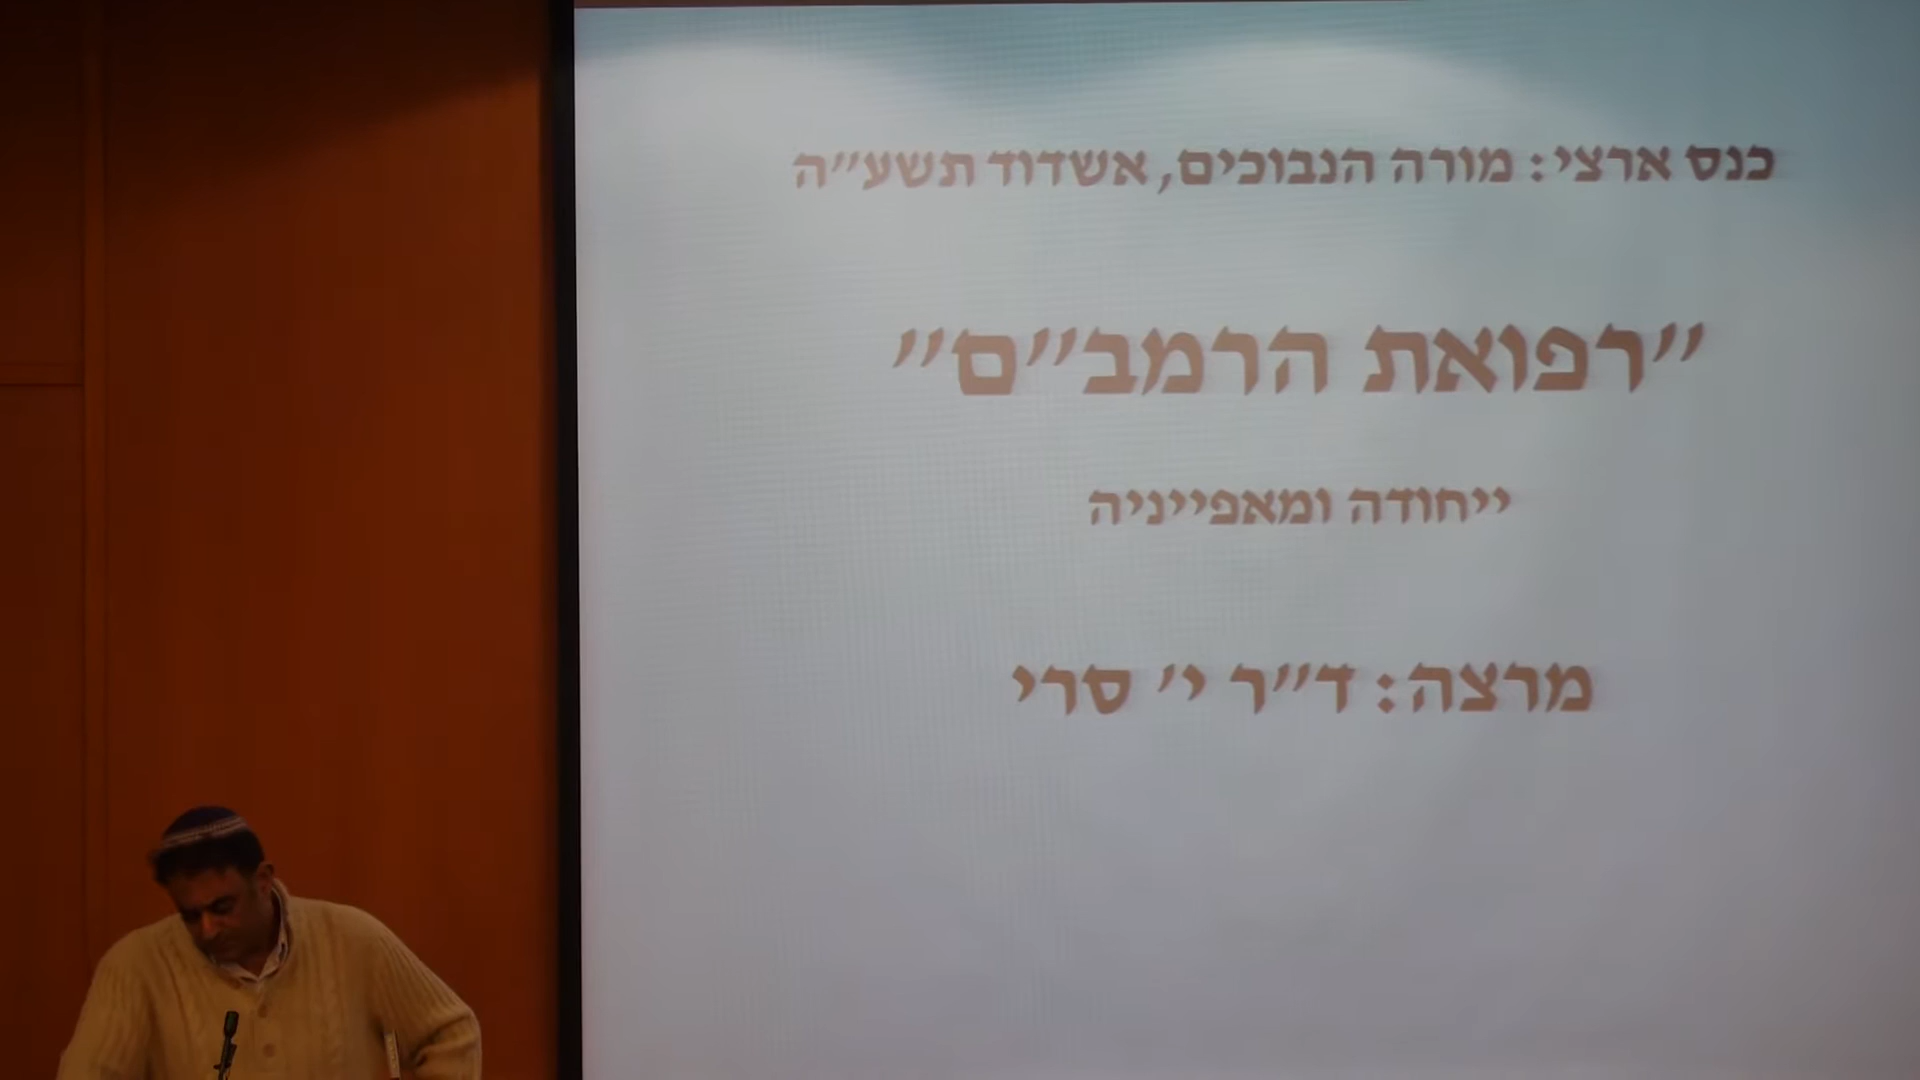 כנס ארצי: מורה הנבוכים, אשדוד תשע״ה
״רפואת הרמב״ם״
ייחודה ומאפייניה
מרצה: ד״ר י׳ סרי